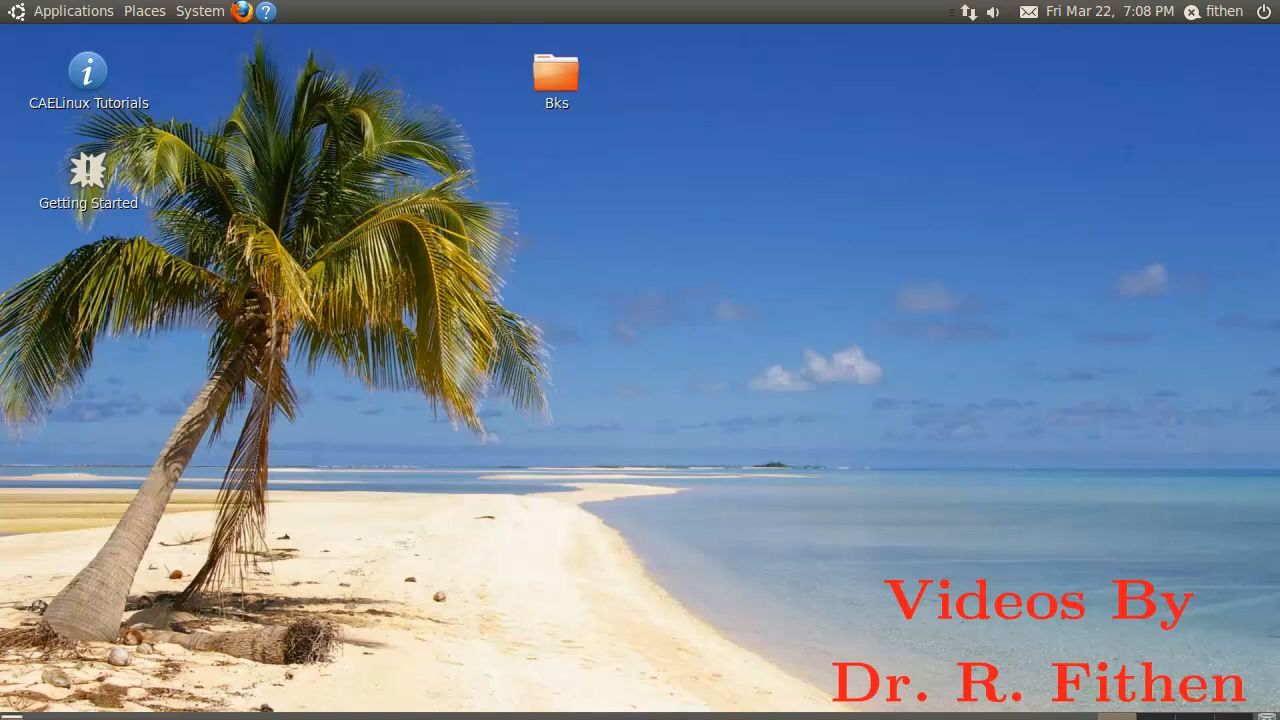 Applications Places System
Fri Mar 22, 7:08 PM fithen
CAELinux Tutorials
Bks
Getting Started
Videos By
Dr. R. Fithen